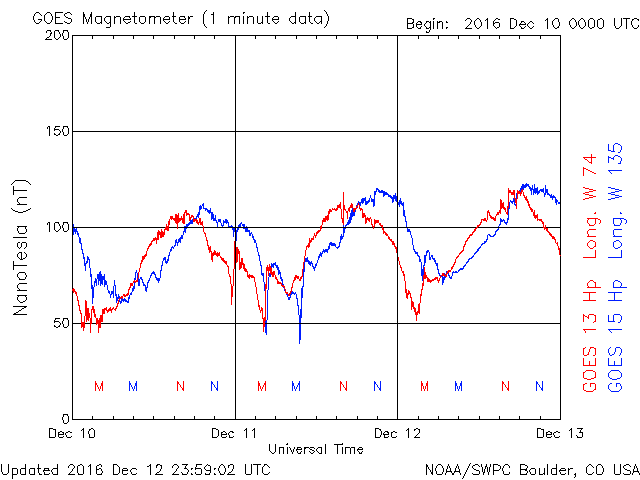 GOES Magnetometer (1 minute data)
Begin: 2016 Dec 10 0000 UTC
200
150
100
50
0
NanoTesla (nT)
M M N N M M N N M M N N
Dec 10 Dec 11 Dec 12 Dec 13
Universal Time
GOES 13 Hp Long. W 74
GOES 15 Hp Long. W 135
Updated 2016 Dec 12 23:59:02 UTC
NOAA/SWPC Boulder, CO USA